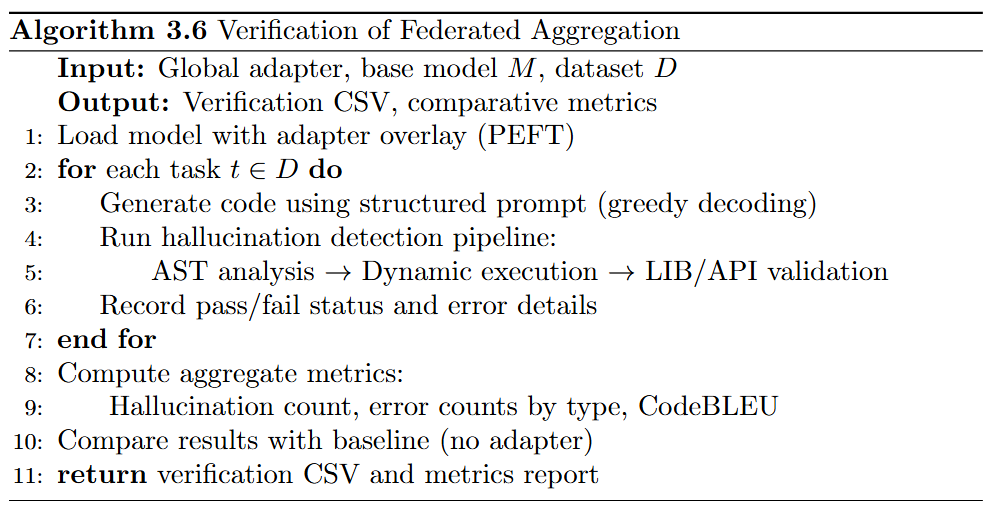 Algorithm 3.6 Verification of Federated Aggregation
Input: Global adapter, base model M, dataset D
Output: Verification CSV, comparative metrics
1: Load model with adapter overlay (PEFT)
2: for each task t ∈ D do
3: Generate code using structured prompt (greedy decoding)
4: Run hallucination detection pipeline:
5: AST analysis → Dynamic execution → LIB/API validation
6: Record pass/fail status and error details
7: end for
8: Compute aggregate metrics:
9: Hallucination count, error counts by type, CodeBLEU
10: Compare results with baseline (no adapter)
11: return verification CSV and metrics report